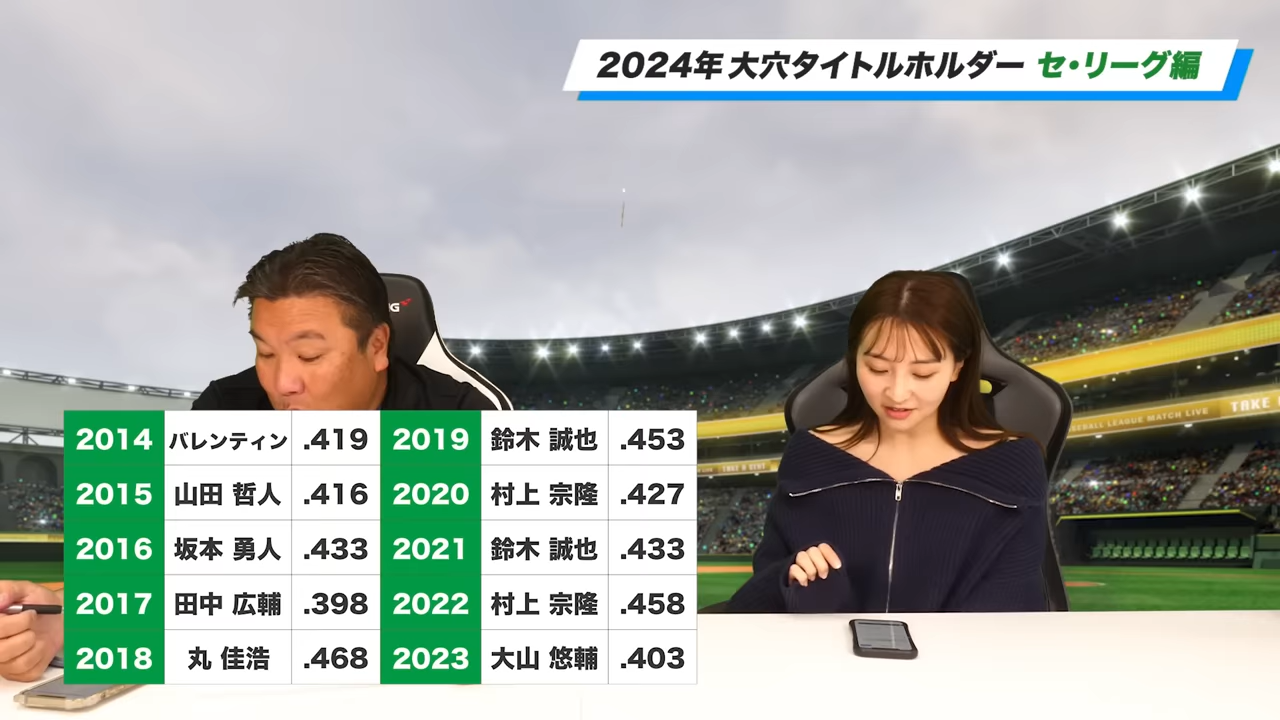 2024年 大穴タイトルホルダー セ・リーグ編
2014 バレンティン .419 2019 鈴木 誠也 .453
2015 山田 哲人 .416 2020 村上 宗隆 .427
2016 坂本 勇人 .433 2021 鈴木 誠也 .433
2017 田中 広輔 .398 2022 村上 宗隆 .458
2018 丸 佳浩 .468 2023 大山 悠輔 .403
BASEBALL LEAGUE MATCH LIVE